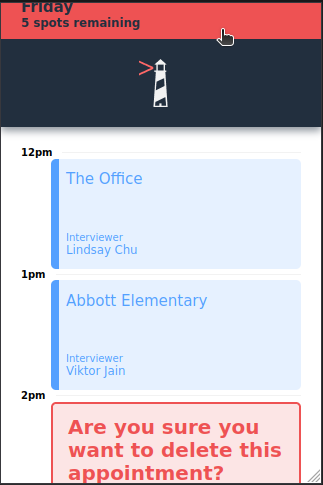 Friday
5 spots remaining
12pm
The Office
Interviewer
Lindsay Chu
1pm
Abbott Elementary
Interviewer
Viktor Jain
2pm
Are you sure you
want to delete this
appointment?